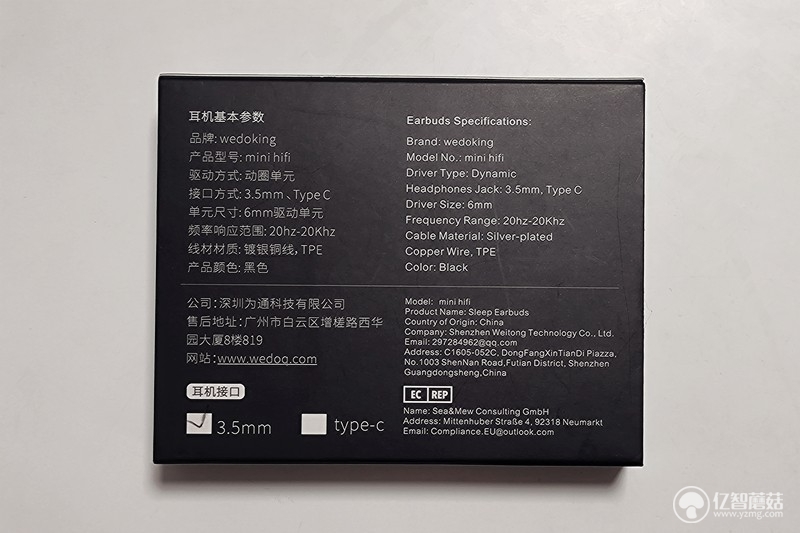 耳机基本参数
品牌: wedoking
产品型号: mini hifi
驱动方式: 动圈单元
接口方式: 3.5mm、Type C
单元尺寸: 6mm驱动单元
频率响应范围: 20hz-20Khz
线材材质: 镀银铜线, TPE
产品颜色: 黑色
Earbuds Specifications:
Brand: wedoking
Model No.: mini hifi
Driver Type: Dynamic
Headphones Jack: 3.5mm, Type C
Driver Size: 6mm
Frequency Range: 20hz-20Khz
Cable Material: Silver-plated
Copper Wire, TPE
Color: Black
公司: 深圳为通科技有限公司
售后地址: 广州市白云区增槎路西华
园大厦8楼819
网站: www.wedoq.com
耳机接口
3.5mm
type-c
Model: mini hifi
Product Name: Sleep Earbuds
Country of Origin: China
Company: Shenzhen Weitong Technology Co., Ltd.
Email: 297284962@qq.com
Address: C1605-052C, DongFangXinTianDi Piazza,
No.1003 ShenNan Road,Futian District, Shenzhen
Guangdongsheng,China
EC REP
Name: Sea&Mew Consulting GmbH
Address: Mittenhuber Straße 4, 92318 Neumarkt
Email: Compliance.EU@outlook.com
亿智蘑菇
www.yzmg.com